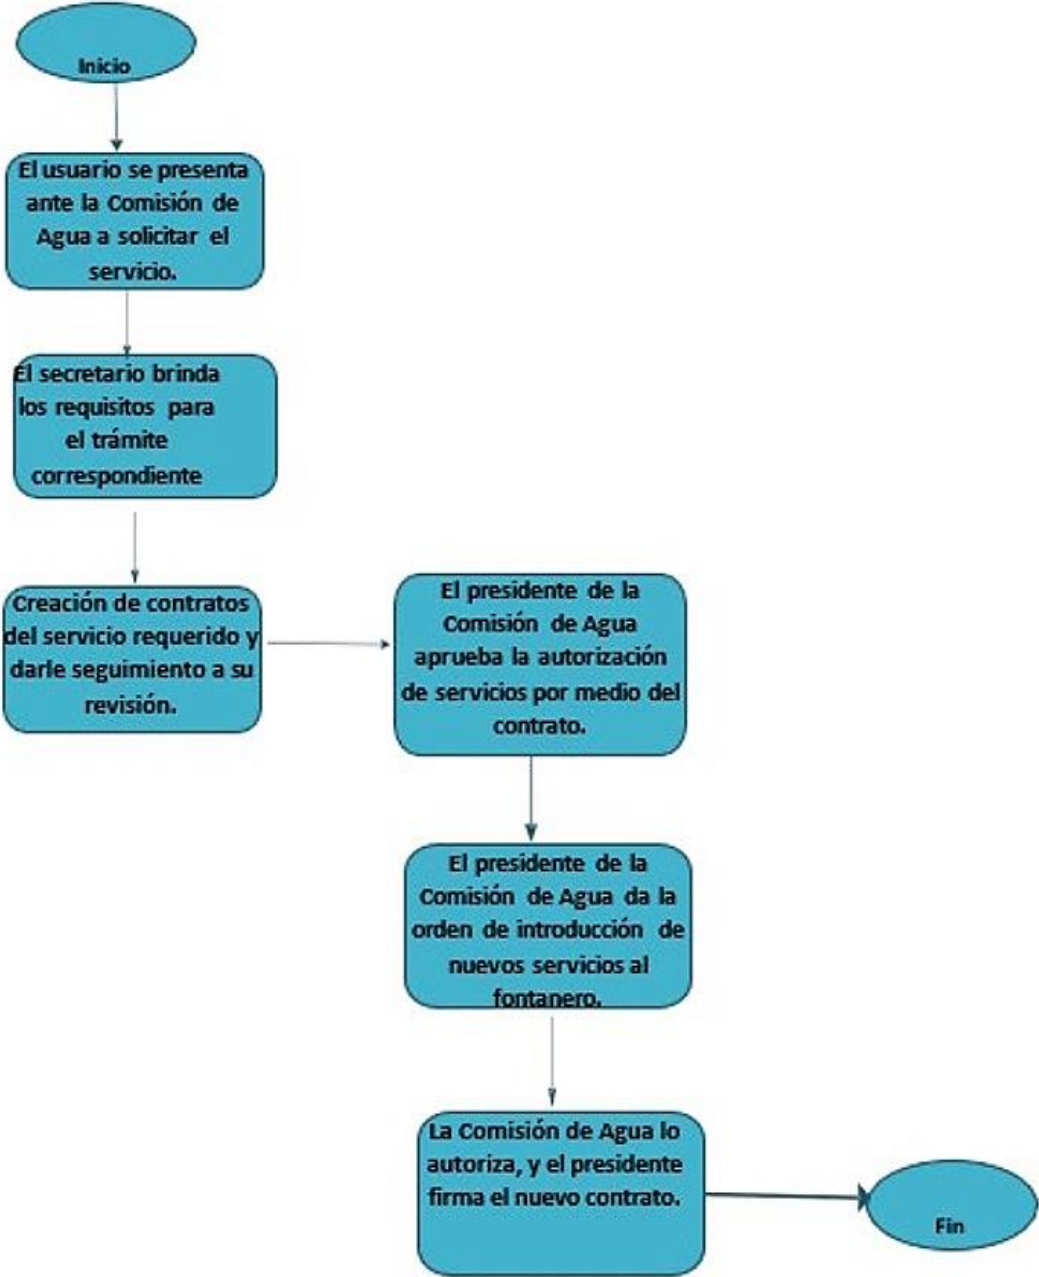 Inicio
El usuario se presenta
ante la Comisión de
Agua a solicitar el
servicio.
El secretario brinda
los requisitos para
el trámite
correspondiente
Creación de contratos
del servicio requerido y
darle seguimiento a su
revisión.
El presidente de la
Comisión de Agua
aprueba la autorización
de servicios por medio del
contrato.
El presidente de la
Comisión de Agua da la
orden de introducción de
nuevos servicios al
fontanero.
La Comisión de Agua lo
autoriza, y el presidente
firma el nuevo contrato.
Fin